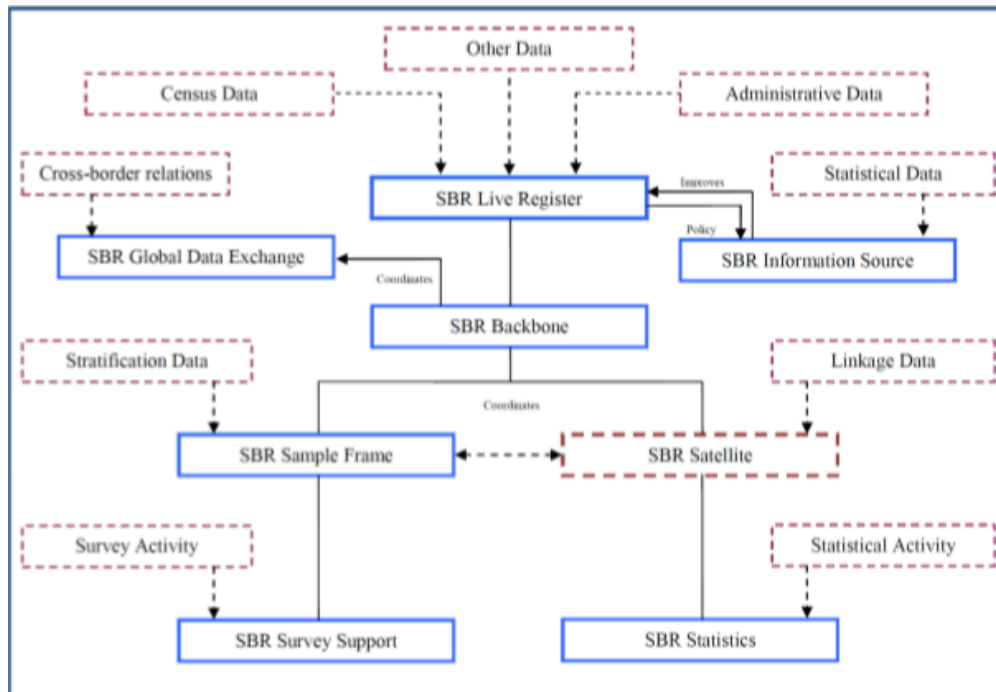 Other Data
Census Data
Administrative Data
Cross-border relations
Statistical Data
SBR Live Register
Improves
Policy
SBR Global Data Exchange
SBR Information Source
Coordinates
SBR Backbone
Stratification Data
Linkage Data
Coordinates
SBR Sample Frame
SBR Satellite
Survey Activity
Statistical Activity
SBR Survey Support
SBR Statistics